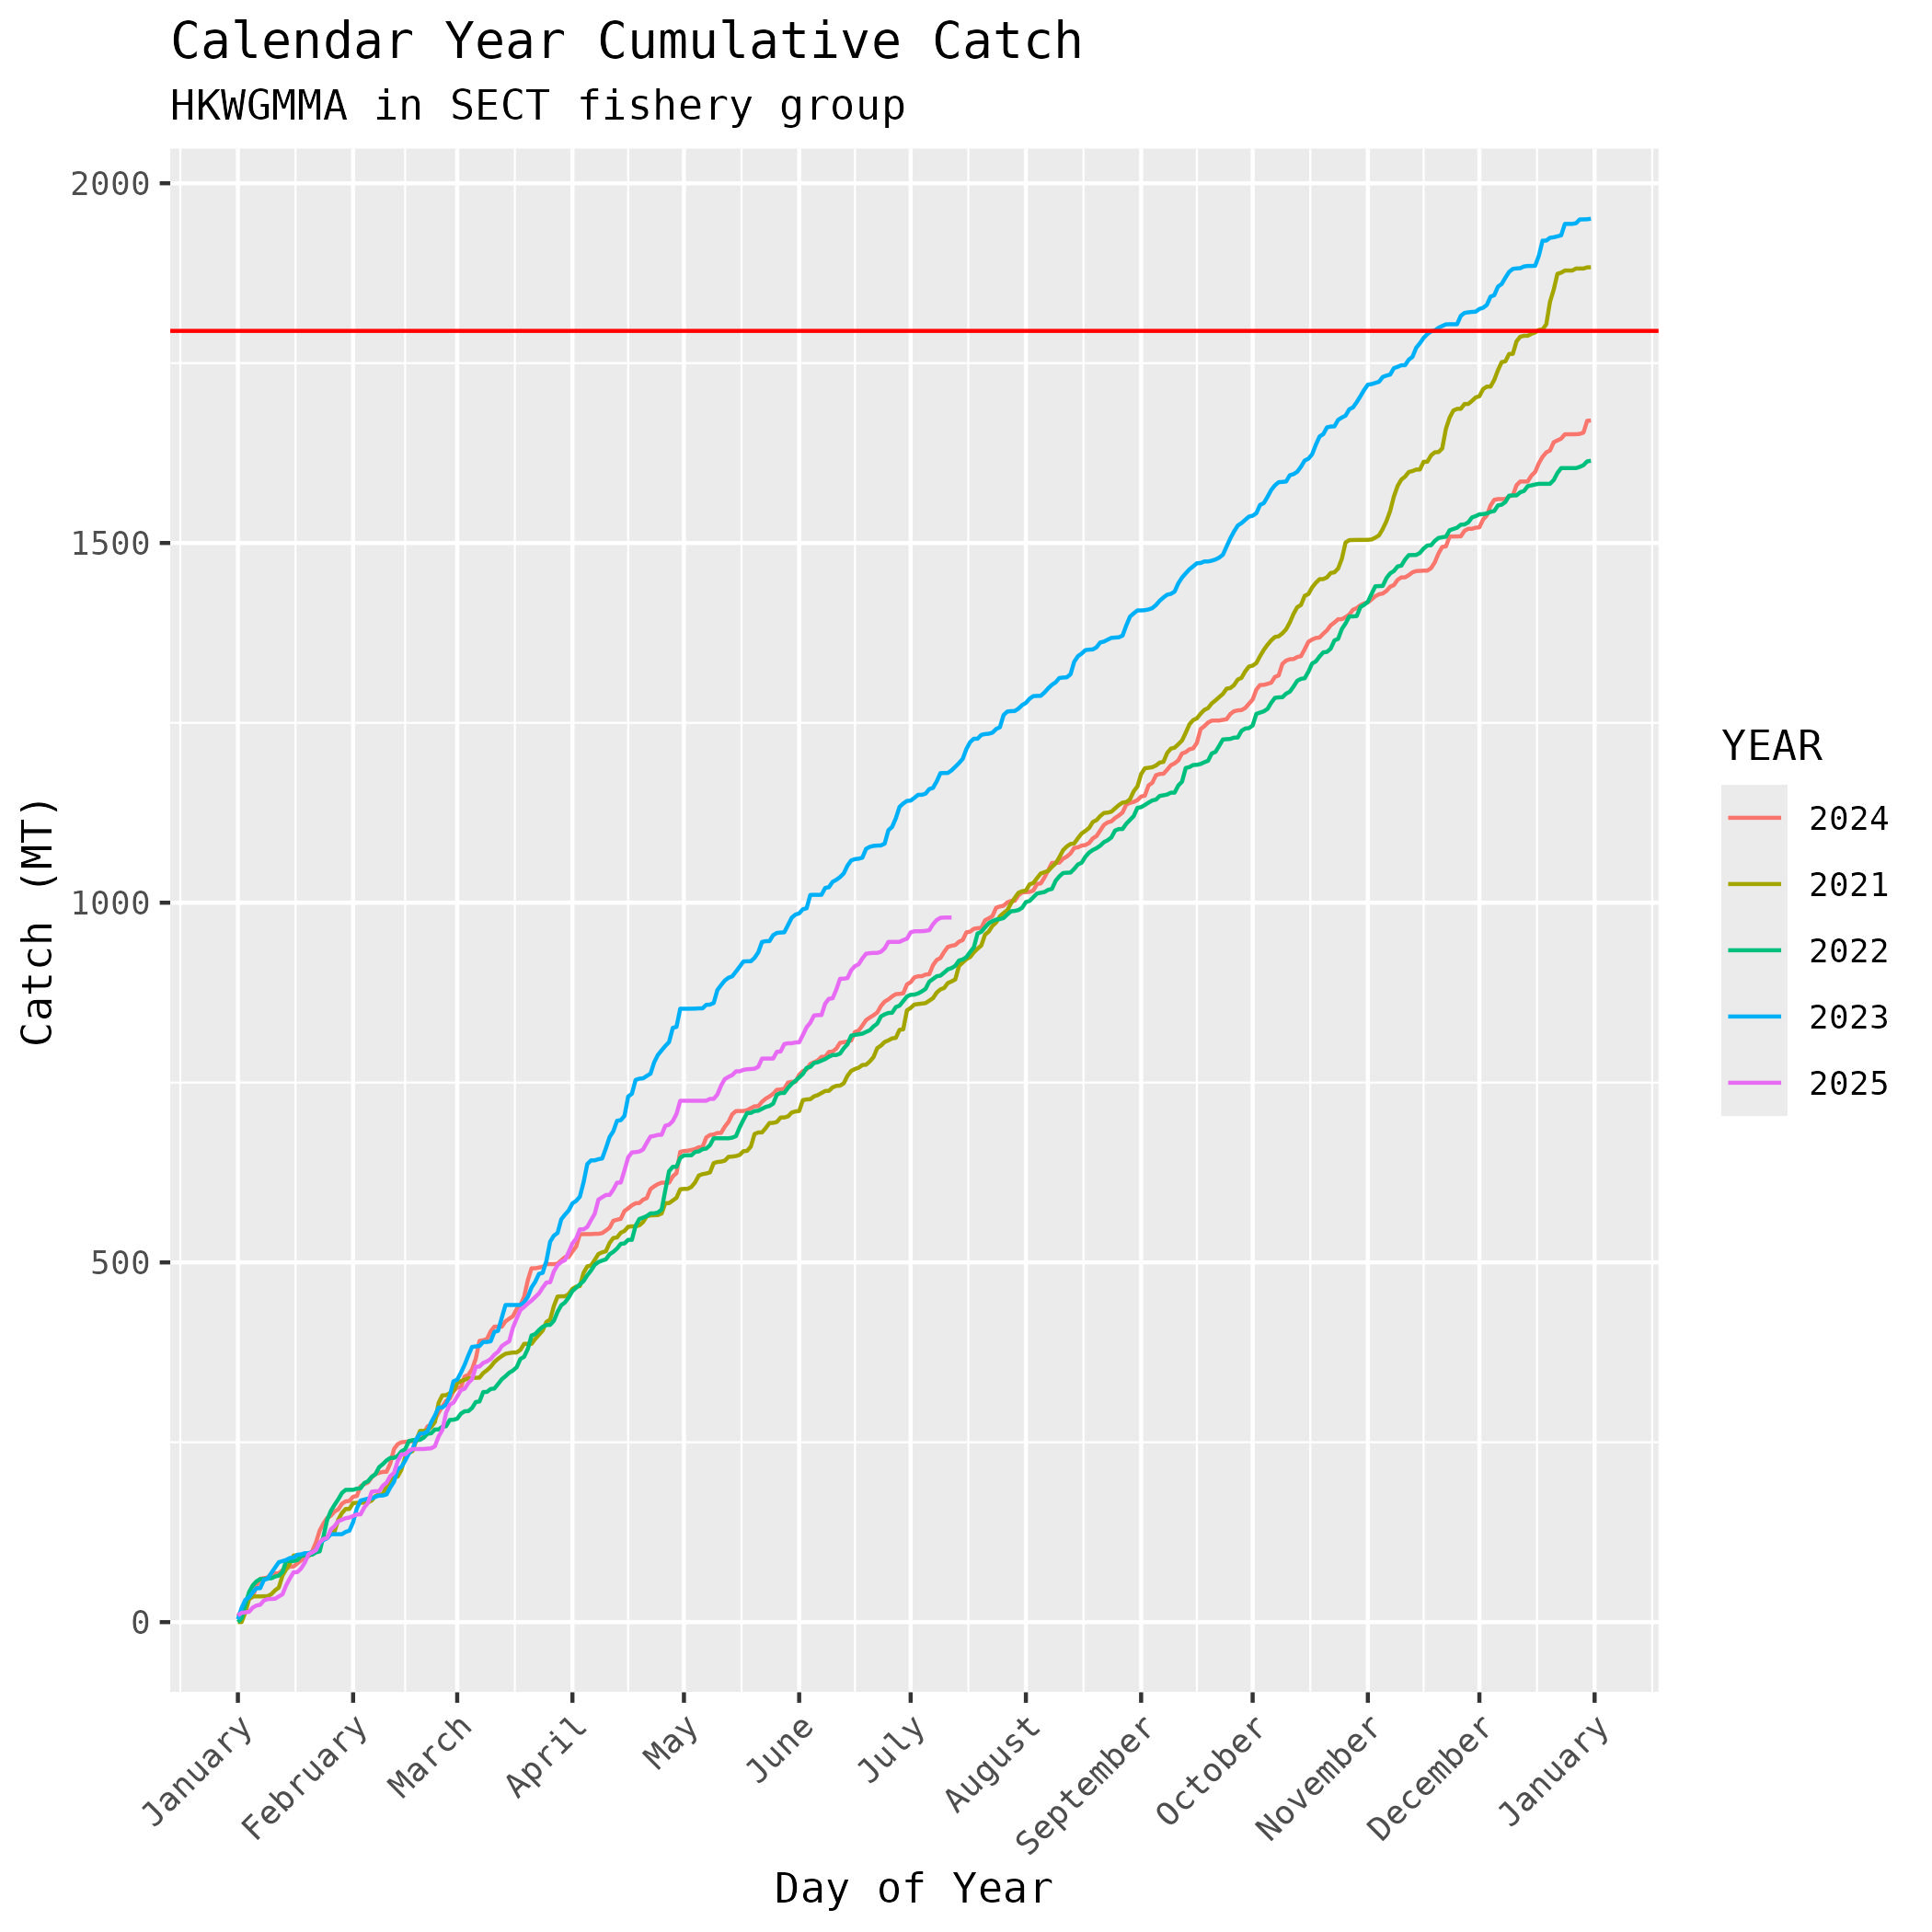 Calendar Year Cumulative Catch
HKWGMMA in SECT fishery group
Catch (MT)
2000
1500
1000
500
0
January
February
March
April
May
June
July
August
September
October
November
December
January
Day of Year
YEAR
2024
2021
2022
2023
2025